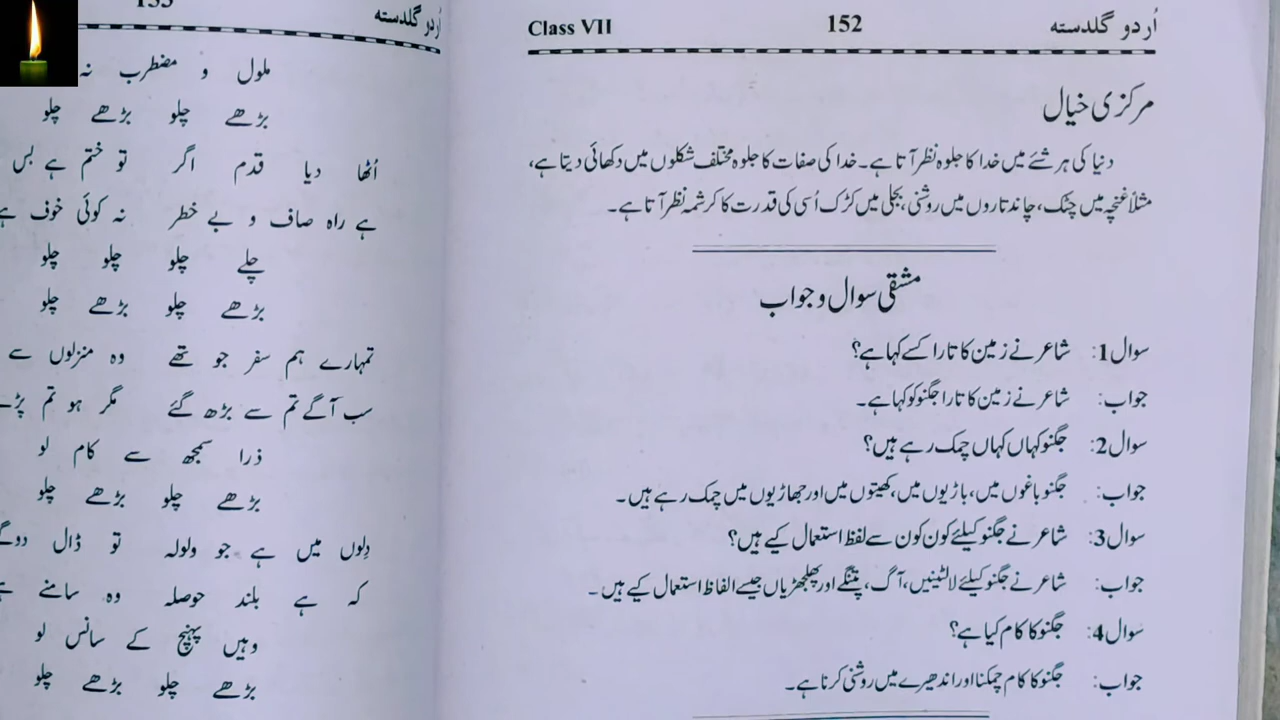 اُردو گلدستہ 152 Class VII
مرکزی خیال
دنیا کی ہر شئے میں خدا کا جلوہ نظر آتا ہے۔ خدا کی صفات کا جلوہ مختلف شکلوں میں دکھائی دیتا ہے،
مثلاً غنچہ میں چٹک، چاند تاروں میں روشنی، بجلی میں کڑک اُسی کی قدرت کا کرشمہ نظر آتا ہے۔
مشقی سوال و جواب
سوال 1: شاعر نے زمین کا تارا کسے کہا ہے؟
جواب: شاعر نے زمین کا تارا جگنو کو کہا ہے۔
سوال 2: جگنو کہاں کہاں چمک رہے ہیں؟
جواب: جگنو باغوں میں، باڑیوں میں، کھیتوں میں اور جھاڑیوں میں چمک رہے ہیں۔
سوال 3: شاعر نے جگنو کیلئے کون کون سے لفظ استعمال کیے ہیں؟
جواب: شاعر نے جگنو کیلئے لالٹینیں، آگ، پتنگے اور پھلجھڑیاں جیسے الفاظ استعمال کیے ہیں۔
سوال 4: جگنو کا کام کیا ہے؟
جواب: جگنو کا کام چمکنا اور اندھیرے میں روشنی کرنا ہے۔
اُردو گلدستہ
ملول و مضطرب نہ
بڑھے چلو بڑھے چلو
اُٹھا دیا قدم اگر تو ختم ہے بس
ہے راہ صاف و بے خطر نہ کوئی خوف
چلے چلو چلو چلو
بڑھے چلو بڑھے چلو
تمہارے ہم سفر جو تھے وہ منزلوں سے
سب آگے تم سے بڑھ گئے مگر ہو تم
ذرا سمجھ سے کام لو
بڑھے چلو بڑھے چلو
دِلوں میں ہے جو ولولہ تو ڈال
کہ ہے بلند حوصلہ وہ سامنے
وہیں پہنچ کے سانس لو
بڑھے چلو بڑھے چلو